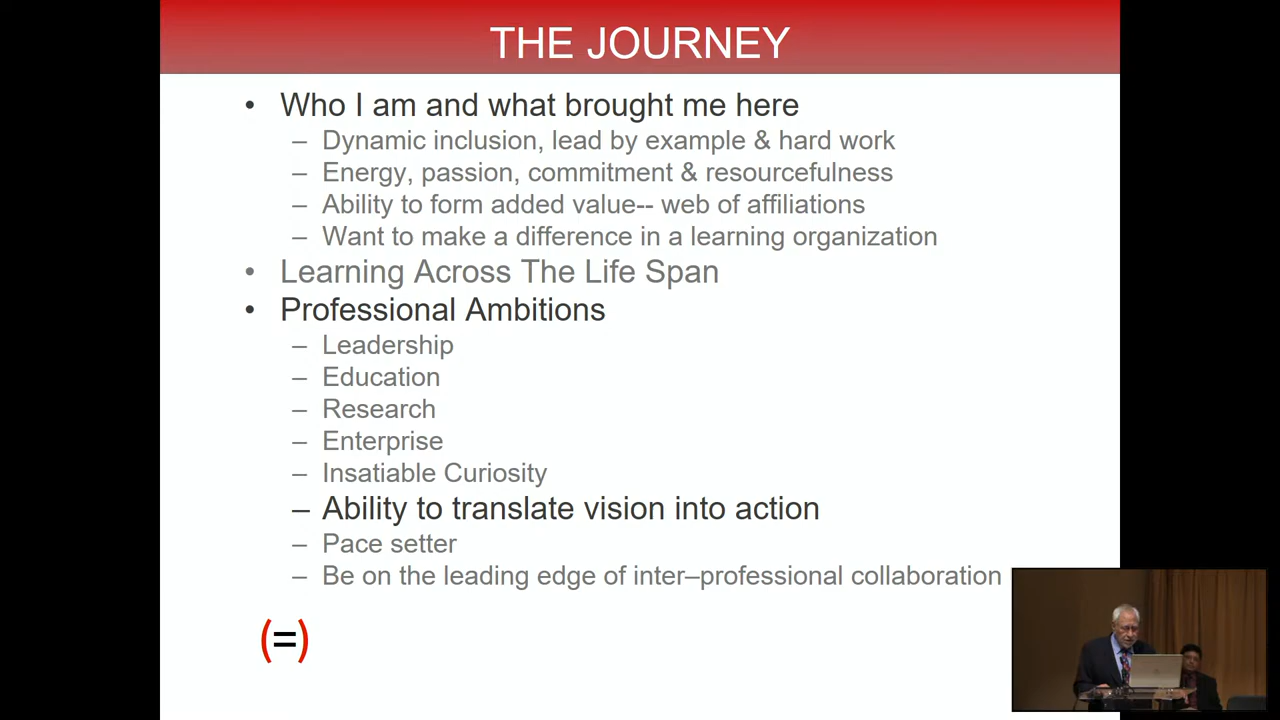 THE JOURNEY
• Who I am and what brought me here
– Dynamic inclusion, lead by example & hard work
– Energy, passion, commitment & resourcefulness
– Ability to form added value-- web of affiliations
– Want to make a difference in a learning organization
• Learning Across The Life Span
• Professional Ambitions
– Leadership
– Education
– Research
– Enterprise
– Insatiable Curiosity
– Ability to translate vision into action
– Pace setter
– Be on the leading edge of inter–professional collaboration
(=)